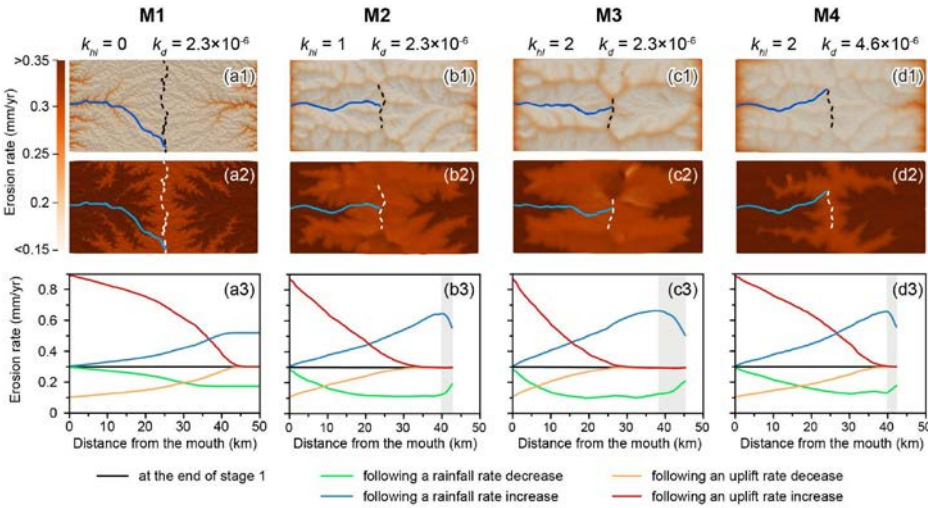 M1 M2 M3 M4
k_hl = 0 k_d = 2.3×10⁻⁶ k_hl = 1 k_d = 2.3×10⁻⁶ k_hl = 2 k_d = 2.3×10⁻⁶ k_hl = 2 k_d = 4.6×10⁻⁶
>0.35
0.3
0.25
0.2
<0.15
Erosion rate (mm/yr)
(a1) (b1) (c1) (d1)
(a2) (b2) (c2) (d2)
(a3) (b3) (c3) (d3)
Erosion rate (mm/yr)
0.8
0.6
0.4
0.2
0
0 10 20 30 40 50 0 10 20 30 40 50 0 10 20 30 40 50 0 10 20 30 40 50
Distance from the mouth (km) Distance from the mouth (km) Distance from the mouth (km) Distance from the mouth (km)
at the end of stage 1 following a rainfall rate decrease following an uplift rate decease
following a rainfall rate increase following an uplift rate increase